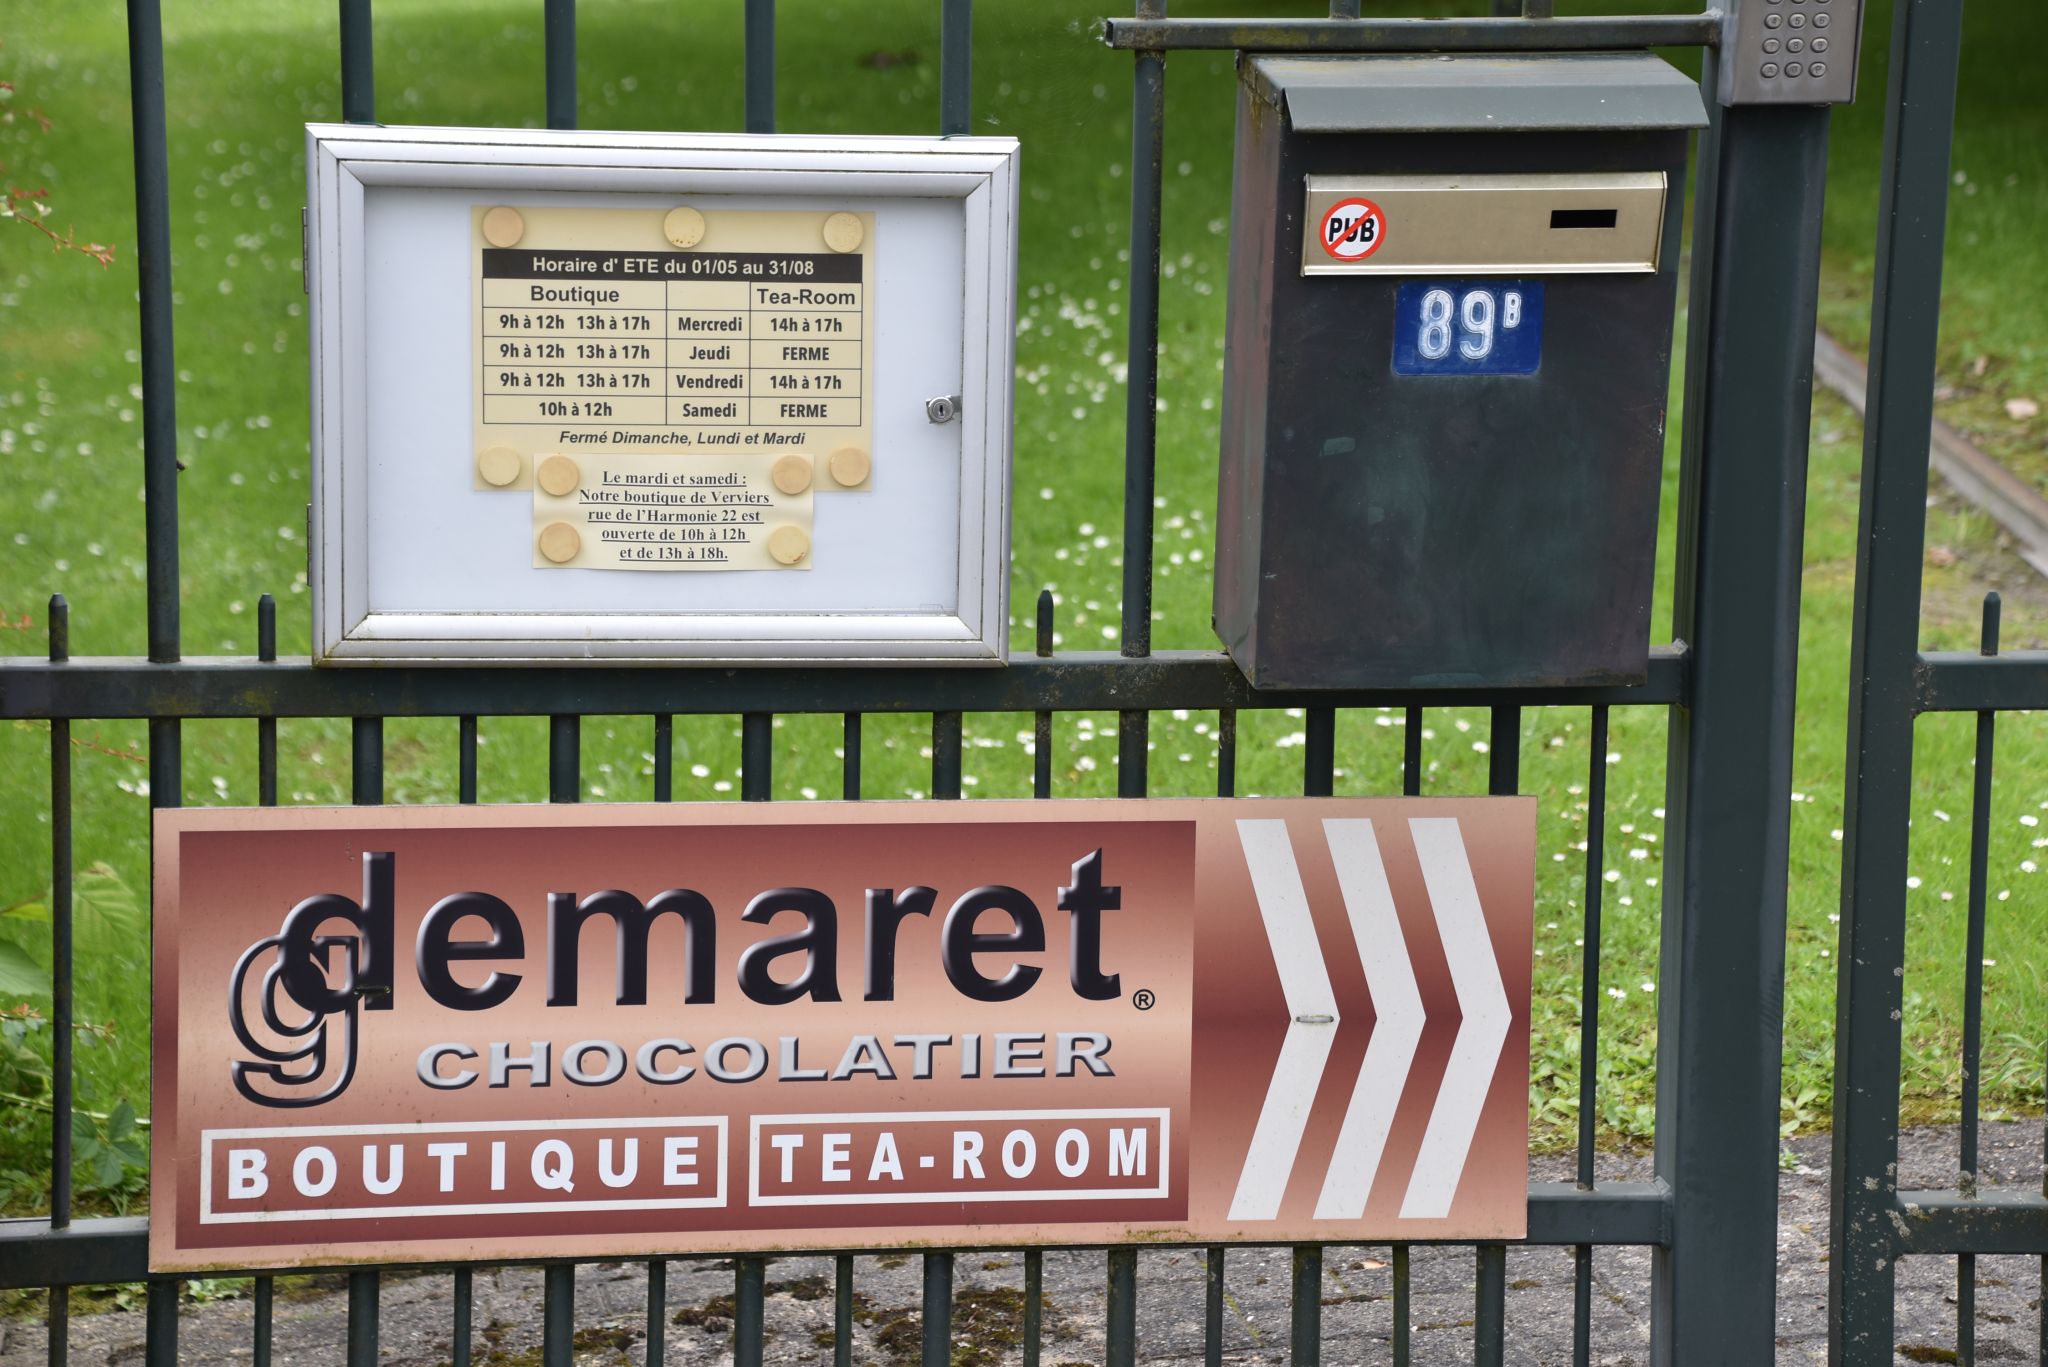 Horaire d' ETE du 01/05 au 31/08
Boutique Tea-Room
9h à 12h 13h à 17h Mercredi 14h à 17h
9h à 12h 13h à 17h Jeudi FERME
9h à 12h 13h à 17h Vendredi 14h à 17h
10h à 12h Samedi FERME
Fermé Dimanche, Lundi et Mardi
Le mardi et samedi :
Notre boutique de Verviers
rue de l'Harmonie 22 est
ouverte de 10h à 12h
et de 13h à 18h.
PUB
89B
g demaret ®
CHOCOLATIER
BOUTIQUE TEA-ROOM